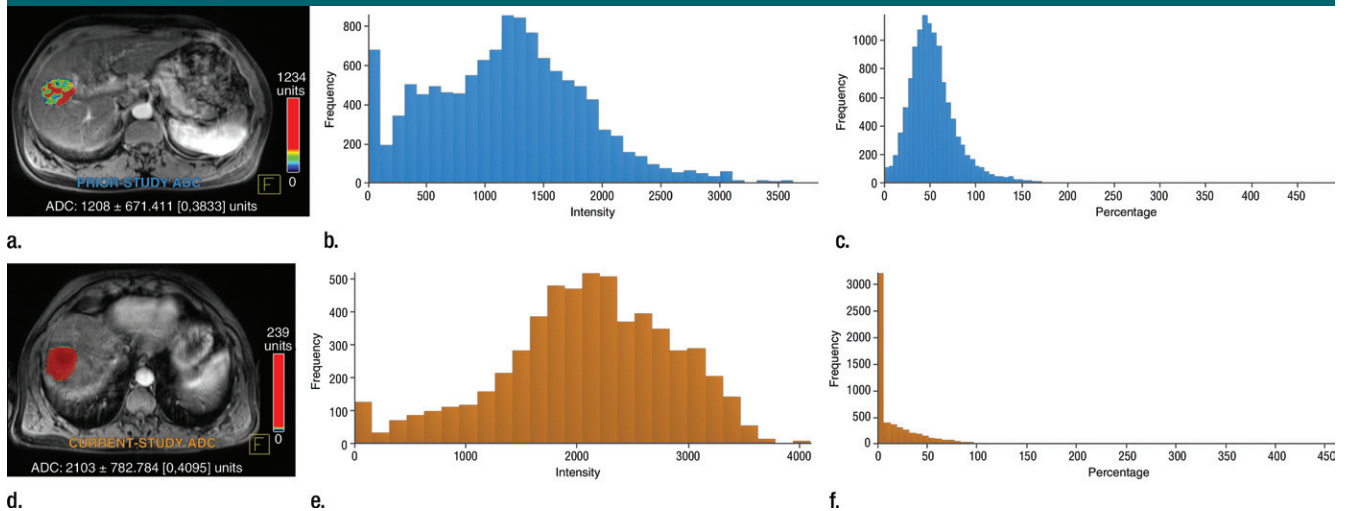 1234
units
0
PRIOR-STUDY ADC
F
ADC: 1208 ± 671.411 [0,3833] units
a.
Frequency
800
600
400
200
0
0 500 1000 1500 2000 2500 3000 3500
Intensity
b.
Frequency
1000
800
600
400
200
0
0 50 100 150 200 250 300 350 400 450
Percentage
c.
239
units
0
CURRENT-STUDY ADC
F
ADC: 2103 ± 782.784 [0,4095] units
d.
Frequency
500
400
300
200
100
0
0 1000 2000 3000 4000
Intensity
e.
Frequency
3000
2500
2000
1500
1000
500
0
0 50 100 150 200 250 300 350 400 450
Percentage
f.